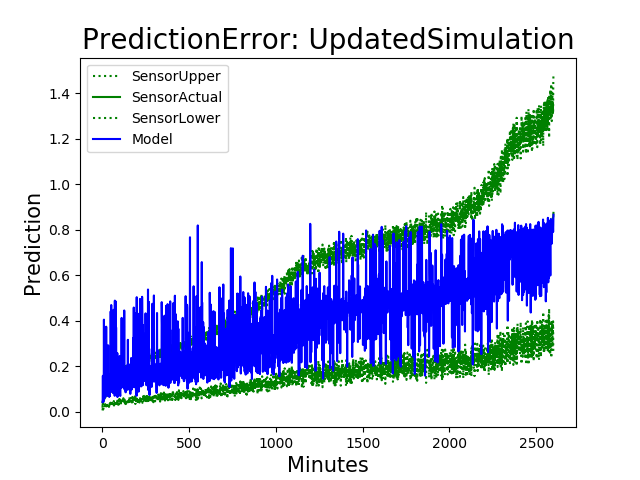 PredictionError: UpdatedSimulation
SensorUpper
SensorActual
SensorLower
Model
Prediction
1.4
1.2
1.0
0.8
0.6
0.4
0.2
0.0
0 500 1000 1500 2000 2500
Minutes